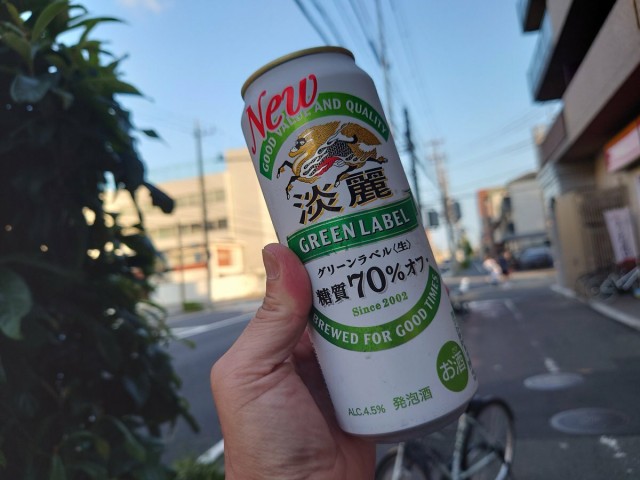 New
GOOD VALUE AND QUALITY
淡麗
GREEN LABEL
グリーンラベル〈生〉
糖質70%オフ
Since 2002
BREWED FOR GOOD TIMES
お酒
ALC.4.5% 発泡酒